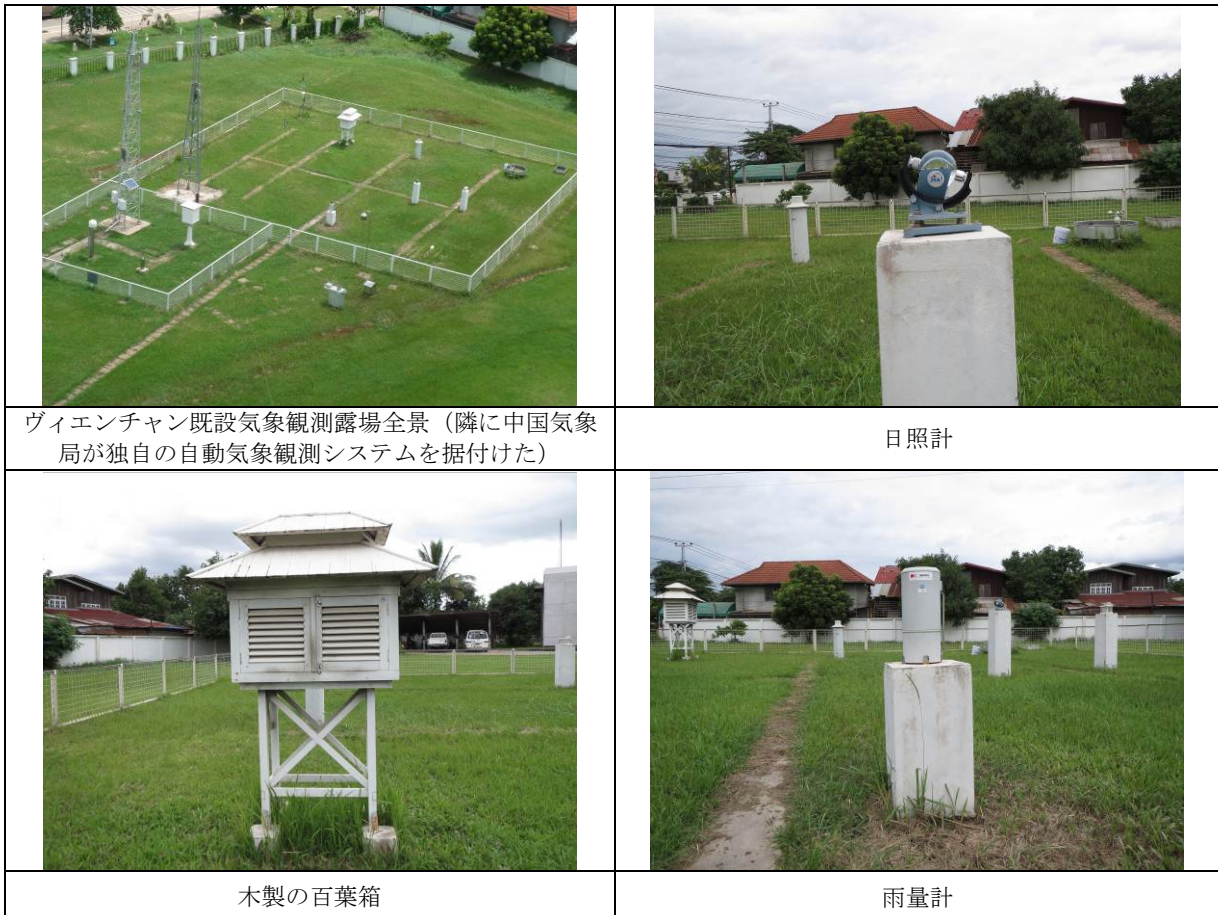 ヴィエンチャン既設気象観測露場全景（隣に中国気象
局が独自の自動気象観測システムを据付けた）
日照計
木製の百葉箱
雨量計